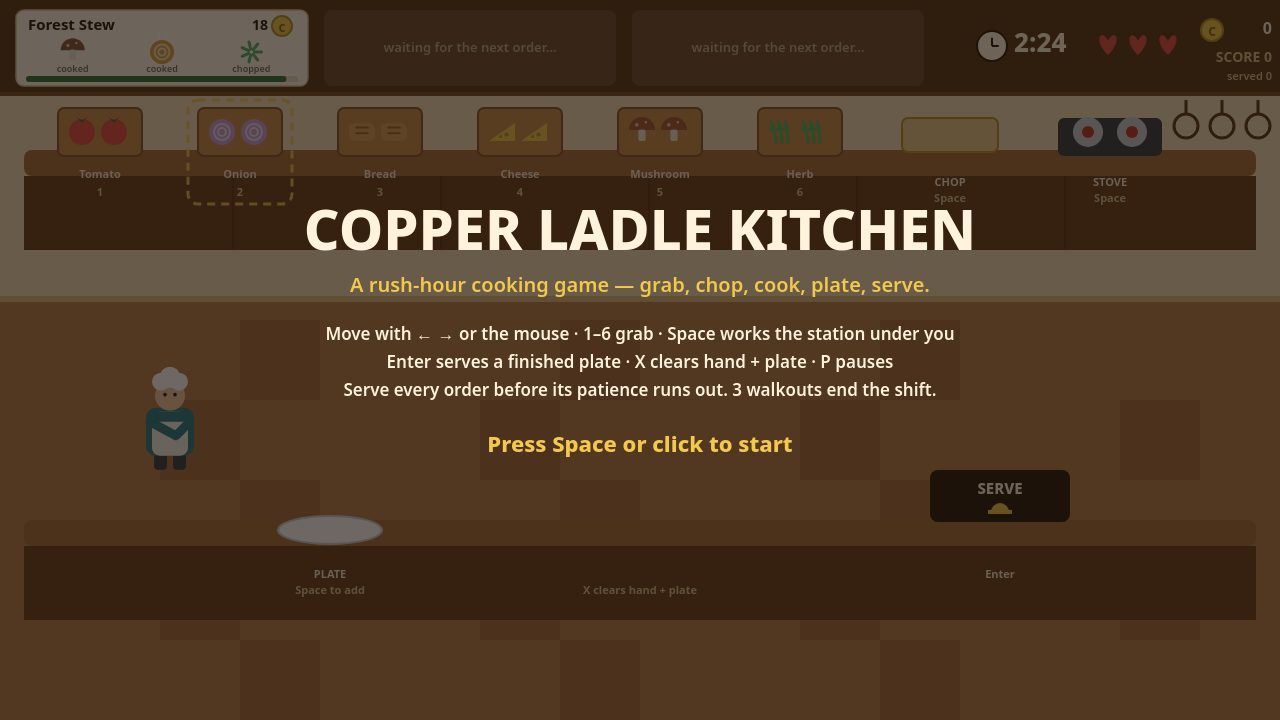 Forest Stew 18 C
cooked cooked chopped
waiting for the next order...
waiting for the next order...
2:24
C 0
SCORE 0
served 0
Tomato Onion Bread Cheese Mushroom Herb
1 2 3 4 5 6
CHOP STOVE
Space Space
COPPER LADLE KITCHEN
A rush-hour cooking game — grab, chop, cook, plate, serve.
Move with ← → or the mouse · 1–6 grab · Space works the station under you
Enter serves a finished plate · X clears hand + plate · P pauses
Serve every order before its patience runs out. 3 walkouts end the shift.
Press Space or click to start
SERVE
PLATE
Space to add
X clears hand + plate
Enter